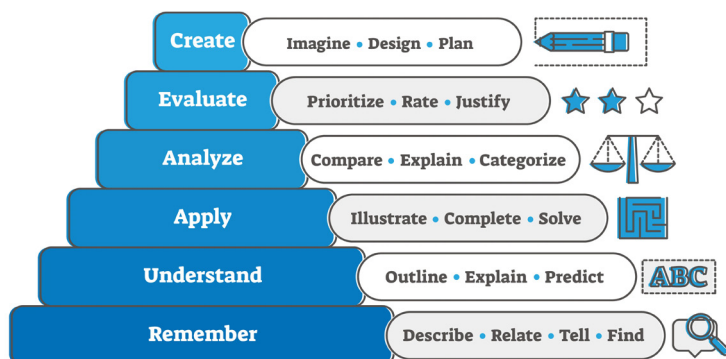 Create
Imagine • Design • Plan
Evaluate
Prioritize • Rate • Justify
Analyze
Compare • Explain • Categorize
Apply
Illustrate • Complete • Solve
Understand
Outline • Explain • Predict
ABC
Remember
Describe • Relate • Tell • Find